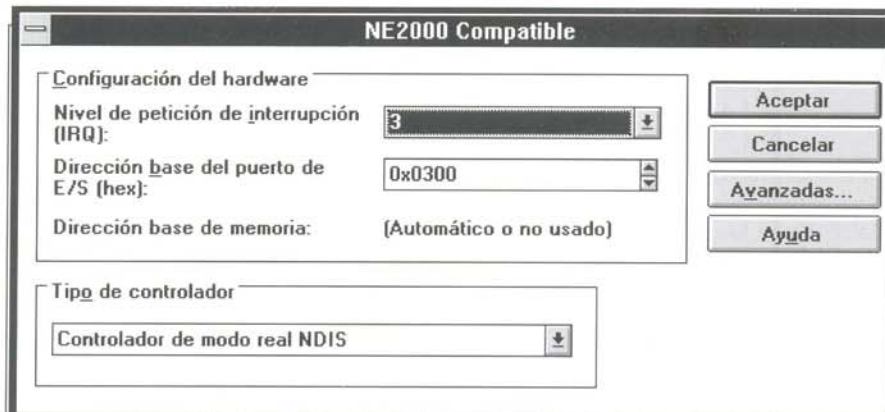 NE2000 Compatible
Configuración del hardware
Nivel de petición de interrupción
(IRQ):
3
Dirección base del puerto de
E/S (hex):
0x0300
Dirección base de memoria:
(Automático o no usado)
Tipo de controlador
Controlador de modo real NDIS
Aceptar
Cancelar
Avanzadas...
Ayuda